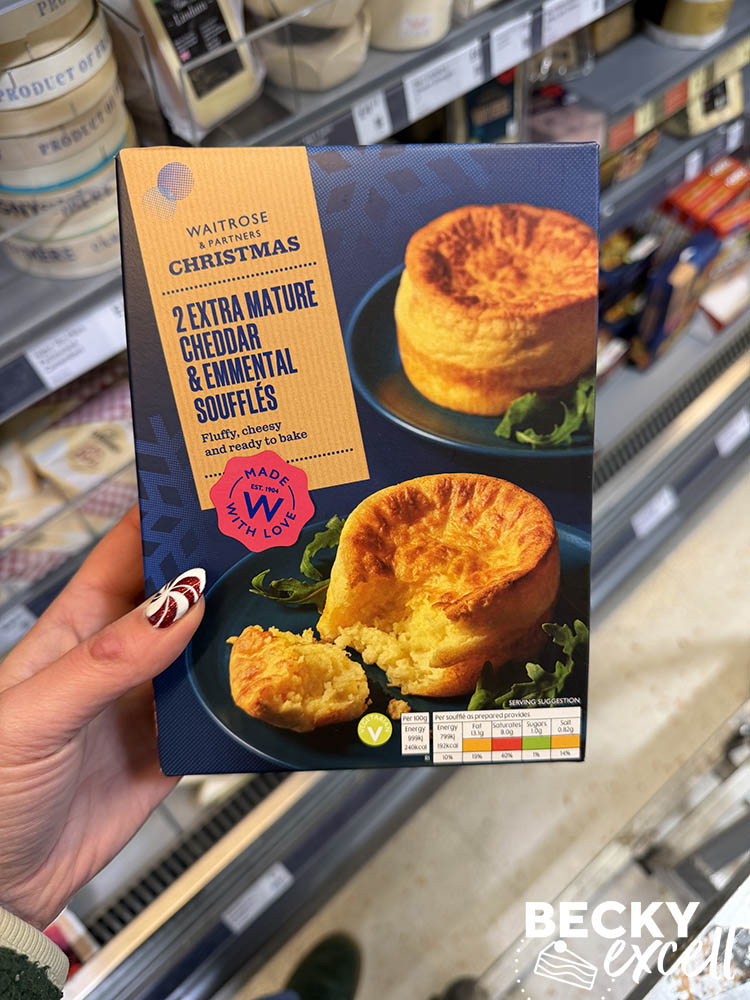 PRODUCT OF
PRODUCT OF FR
PRODUCT
WAITROSE
& PARTNERS
CHRISTMAS
2 EXTRA MATURE
CHEDDAR
& EMMENTAL
SOUFFLÉS
Fluffy, cheesy
and ready to bake
MADE
EST. 1904
W
WITH LOVE
SERVING SUGGESTION
V
Per 100g
Energy
999kJ
240kcal
Per soufflé as prepared provides
Energy Fat Saturates Sugars Salt
799kJ 13.1g 8.0g 1.0g 0.82g
192kcal
10% 19% 40% 1% 14%
BECKY
excell